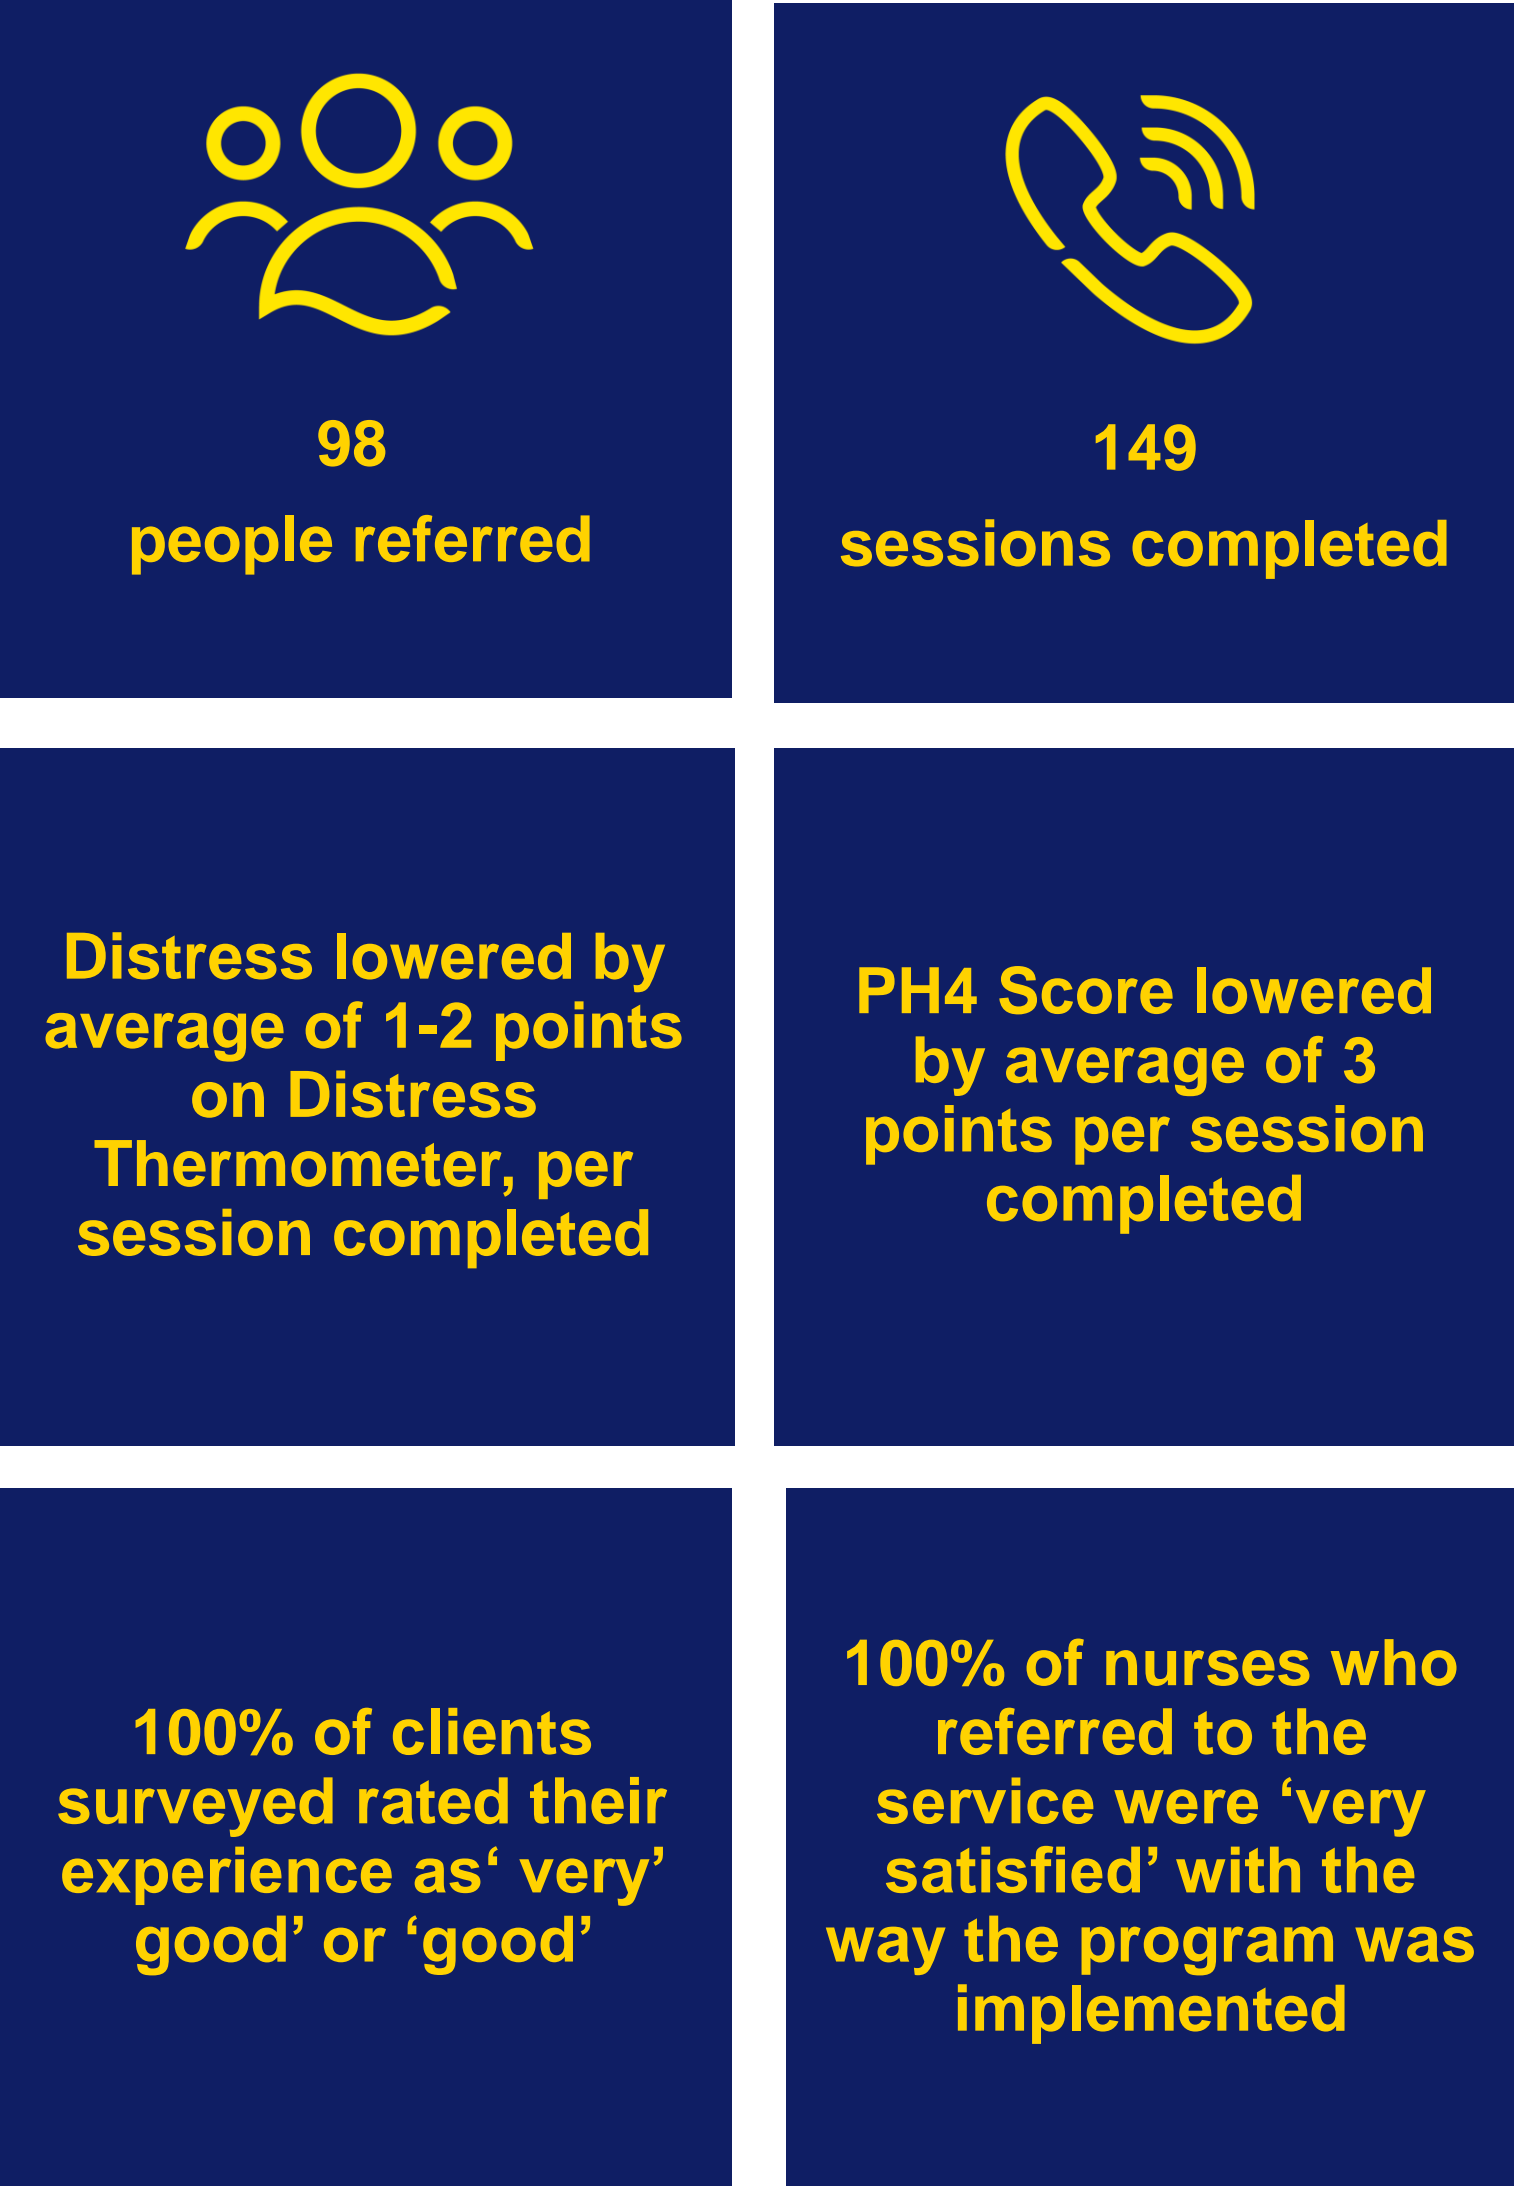 98
people referred
149
sessions completed
Distress lowered by
average of 1-2 points
on Distress
Thermometer, per
session completed
PH4 Score lowered
by average of 3
points per session
completed
100% of clients
surveyed rated their
experience as‘ very’
good’ or ‘good’
100% of nurses who
referred to the
service were ‘very
satisfied’ with the
way the program was
implemented